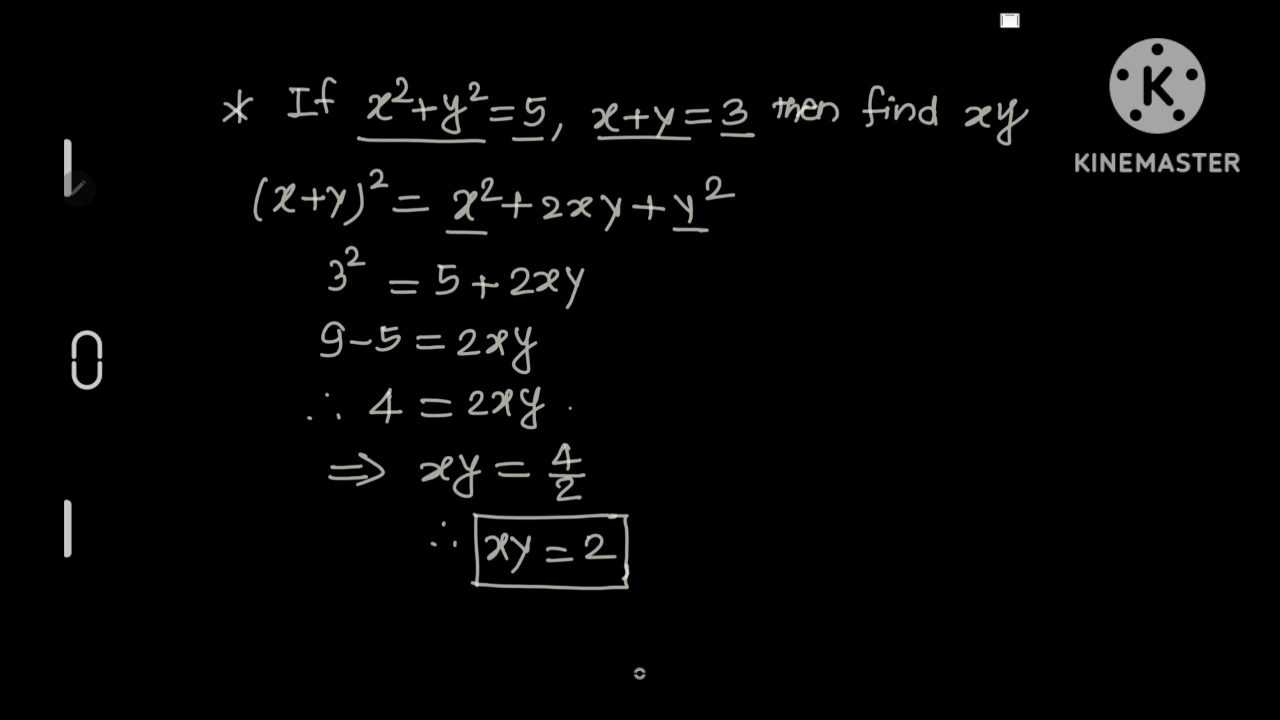 * If x²+y²=5, x+y=3 then find xy
K
KINEMASTER
(x+y)² = x²+2xy+y²
3² = 5+2xy
9-5=2xy
∴ 4=2xy
⇒ xy = 4/2
∴ xy=2